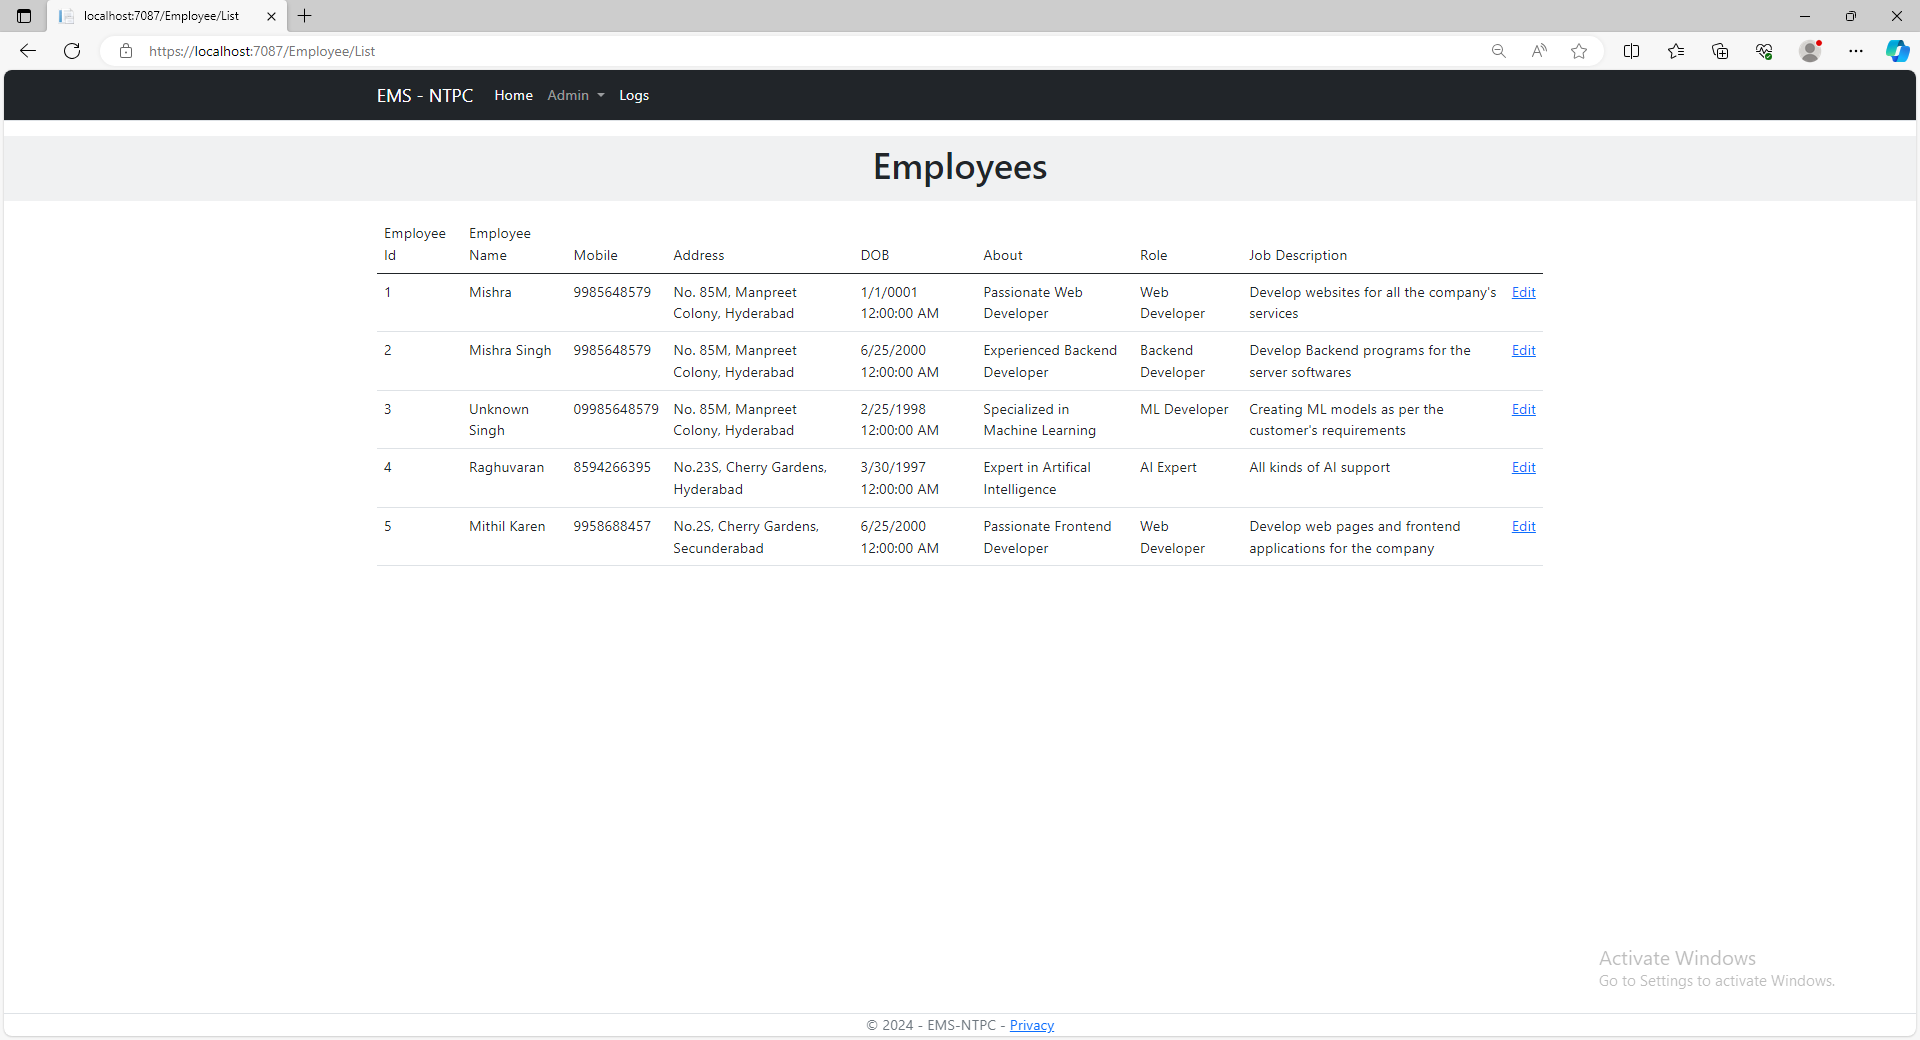 localhost:7087/Employee/List
https://localhost:7087/Employee/List
EMS - NTPC Home Admin Logs
Employees
Employee Id Employee Name Mobile Address DOB About Role Job Description
1 Mishra 9985648579 No. 85M, Manpreet Colony, Hyderabad 1/1/0001 12:00:00 AM Passionate Web Developer Web Developer Develop websites for all the company's services Edit
2 Mishra Singh 9985648579 No. 85M, Manpreet Colony, Hyderabad 6/25/2000 12:00:00 AM Experienced Backend Developer Backend Developer Develop Backend programs for the server softwares Edit
3 Unknown Singh 09985648579 No. 85M, Manpreet Colony, Hyderabad 2/25/1998 12:00:00 AM Specialized in Machine Learning ML Developer Creating ML models as per the customer's requirements Edit
4 Raghuvaran 8594266395 No.23S, Cherry Gardens, Hyderabad 3/30/1997 12:00:00 AM Expert in Artifical Intelligence AI Expert All kinds of AI support Edit
5 Mithil Karen 9958688457 No.2S, Cherry Gardens, Secunderabad 6/25/2000 12:00:00 AM Passionate Frontend Developer Web Developer Develop web pages and frontend applications for the company Edit
Activate Windows
Go to Settings to activate Windows.
© 2024 - EMS-NTPC - Privacy